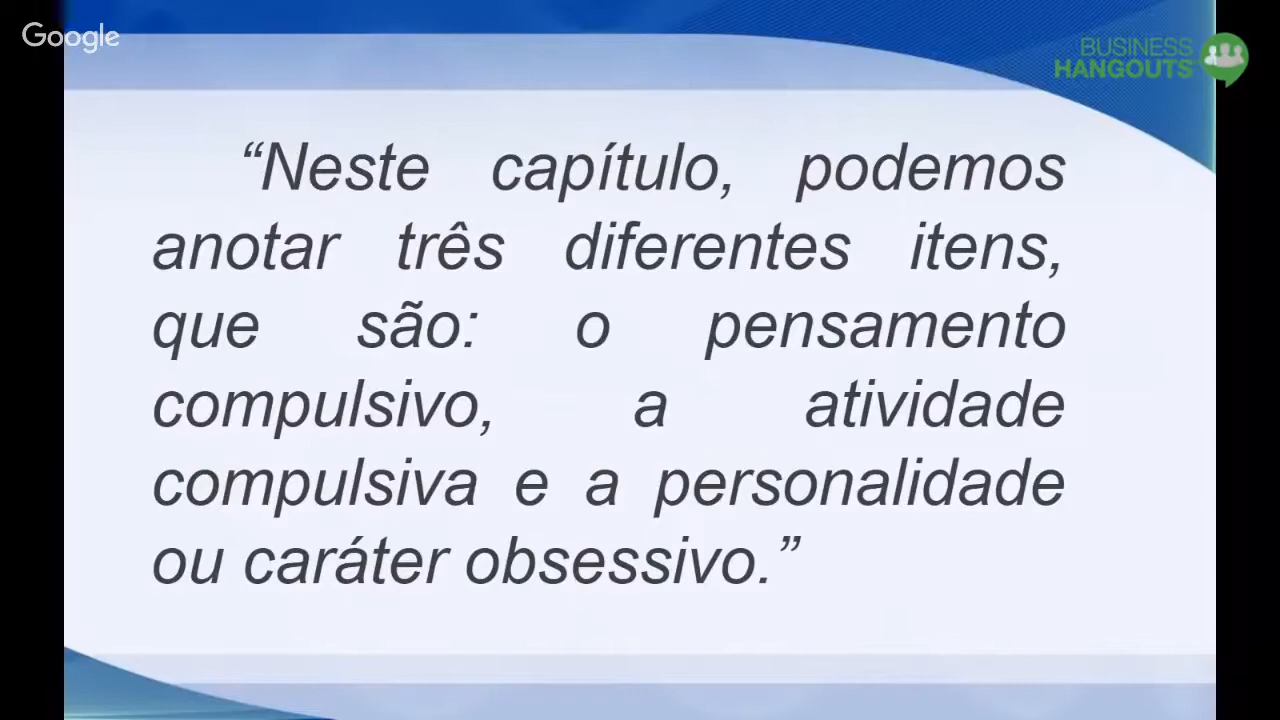 Google
BUSINESS
HANGOUTS
“Neste capítulo, podemos
anotar três diferentes itens,
que são: o pensamento
compulsivo, a atividade
compulsiva e a personalidade
ou caráter obsessivo.”